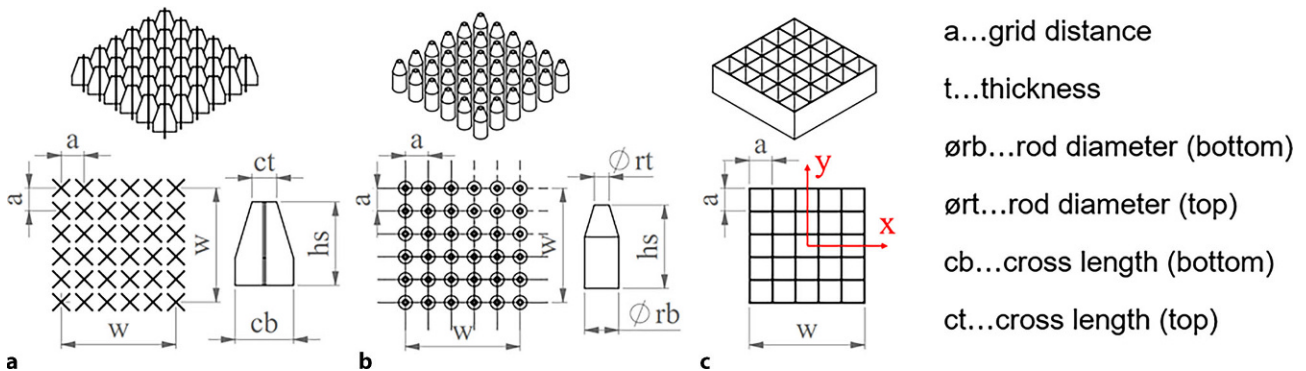 a
a
ct
w
hs
w
cb
a
a
a
Ø rt
w
hs
w
Ø rb
b
a
a
y
x
w
c
a...grid distance
t...thickness
ørb...rod diameter (bottom)
ørt...rod diameter (top)
cb...cross length (bottom)
ct...cross length (top)